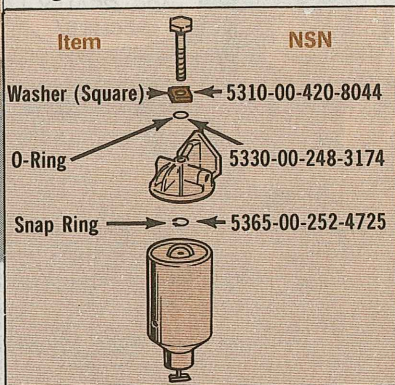 Item NSN
Washer (Square) 5310-00-420-8044
O-Ring 5330-00-248-3174
Snap Ring 5365-00-252-4725